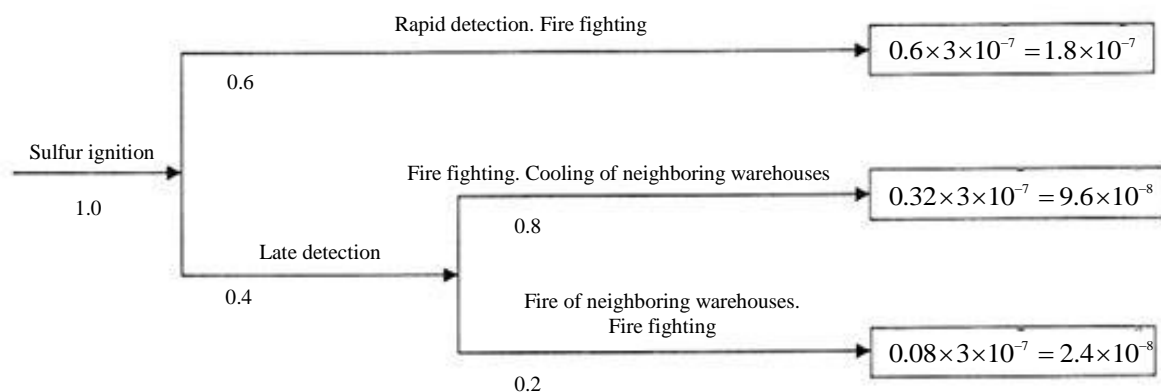 Rapid detection. Fire fighting
0.6×3×10⁻⁷ = 1.8×10⁻⁷
0.6
Sulfur ignition
1.0
Fire fighting. Cooling of neighboring warehouses
0.32×3×10⁻⁷ = 9.6×10⁻⁸
0.8
Late detection
0.4
Fire of neighboring warehouses.
Fire fighting
0.08×3×10⁻⁷ = 2.4×10⁻⁸
0.2